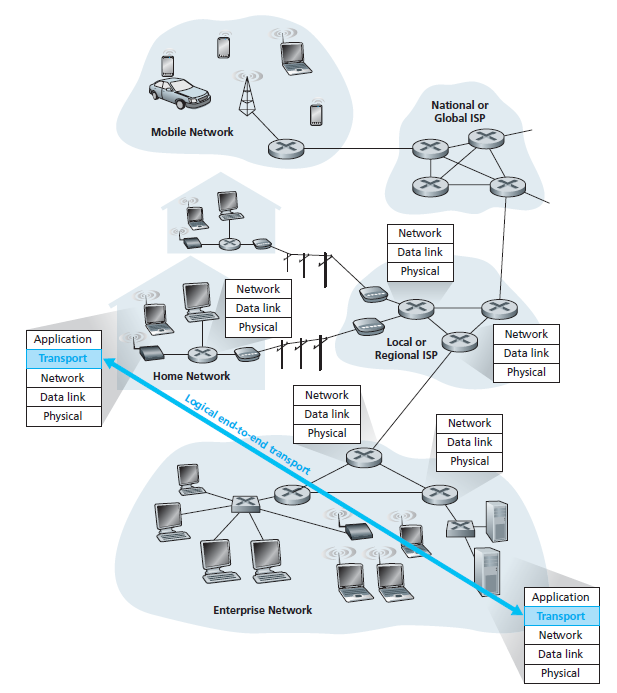 National or
Global ISP
Mobile Network
Network
Data link
Physical
Network
Data link
Physical
Application
Transport
Network
Data link
Physical
Home Network
Local or
Regional ISP
Network
Data link
Physical
Network
Data link
Physical
Logical end-to-end transport
Network
Data link
Physical
Enterprise Network
Application
Transport
Network
Data link
Physical